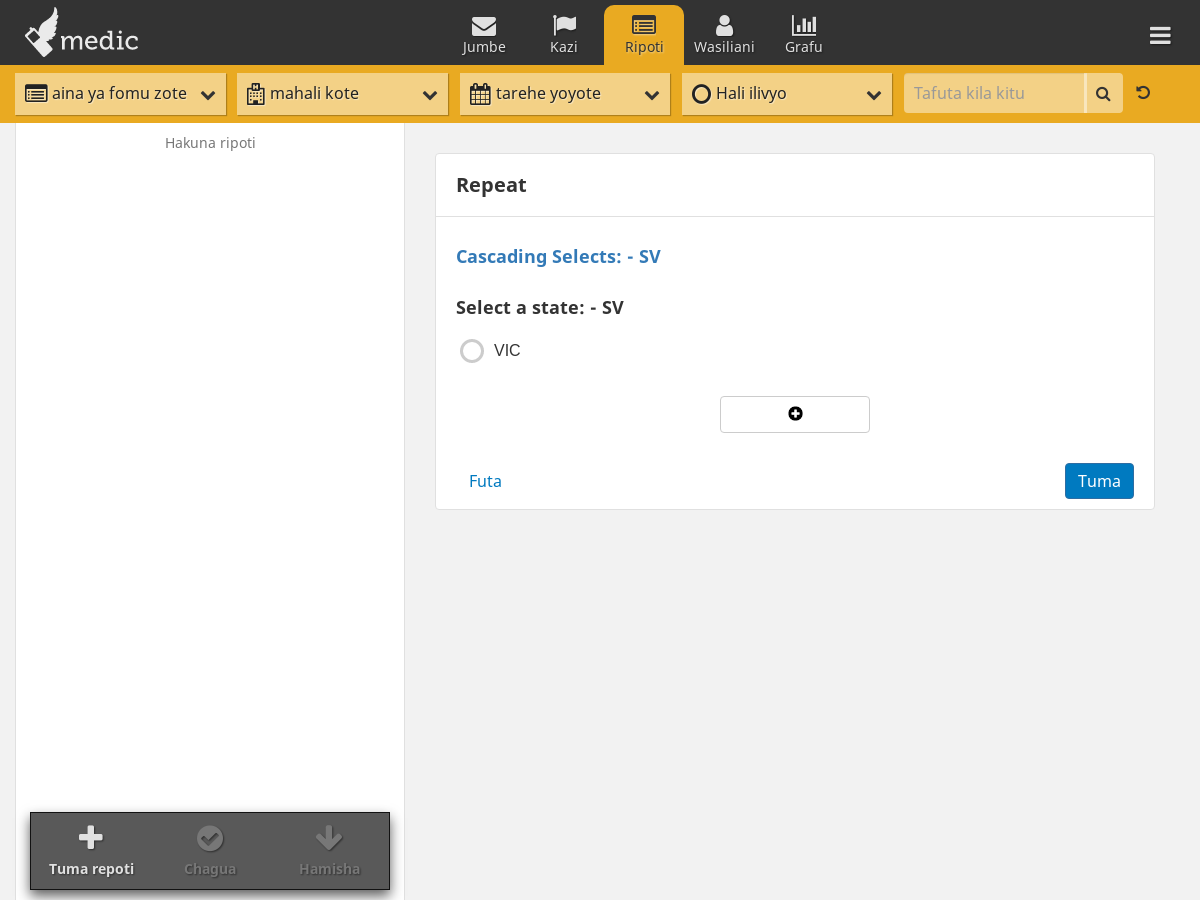 medic
Jumbe
Kazi
Ripoti
Wasiliani
Grafu
aina ya fomu zote
mahali kote
tarehe yoyote
Hali ilivyo
Tafuta kila kitu
Hakuna ripoti
Repeat
Cascading Selects: - SV
Select a state: - SV
VIC
Futa
Tuma
Tuma repoti
Chagua
Hamisha